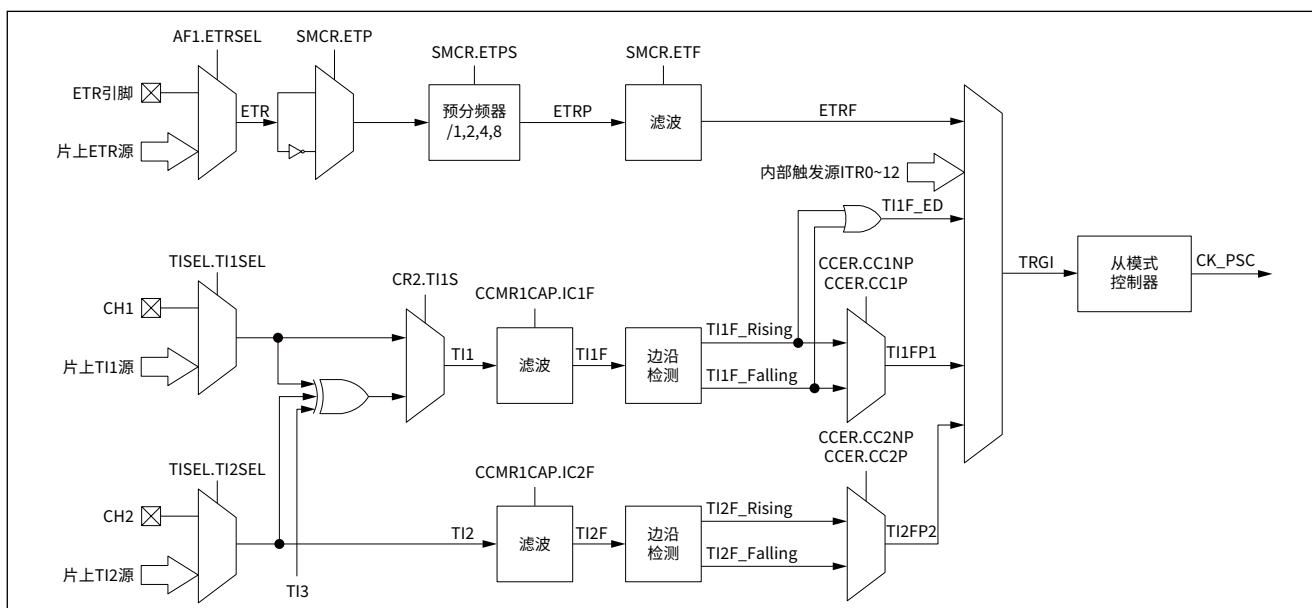 AF1.ETRSEL
SMCR.ETP
SMCR.ETPS
SMCR.ETF
ETR引脚
ETR
预分频器
/1,2,4,8
ETRP
滤波
ETRF
片上ETR源
内部触发源ITR0~12
TI1F_ED
TISEL.TI1SEL
CR2.TI1S
CCMR1CAP.IC1F
CCER.CC1NP
CCER.CC1P
TRGI
从模式
控制器
CK_PSC
CH1
片上TI1源
TI1
滤波
TI1F
边沿
检测
TI1F_Rising
TI1F_Falling
TI1FP1
TISEL.TI2SEL
CCMR1CAP.IC2F
CCER.CC2NP
CCER.CC2P
CH2
片上TI2源
TI2
滤波
TI2F
边沿
检测
TI2F_Rising
TI2F_Falling
TI2FP2
TI3